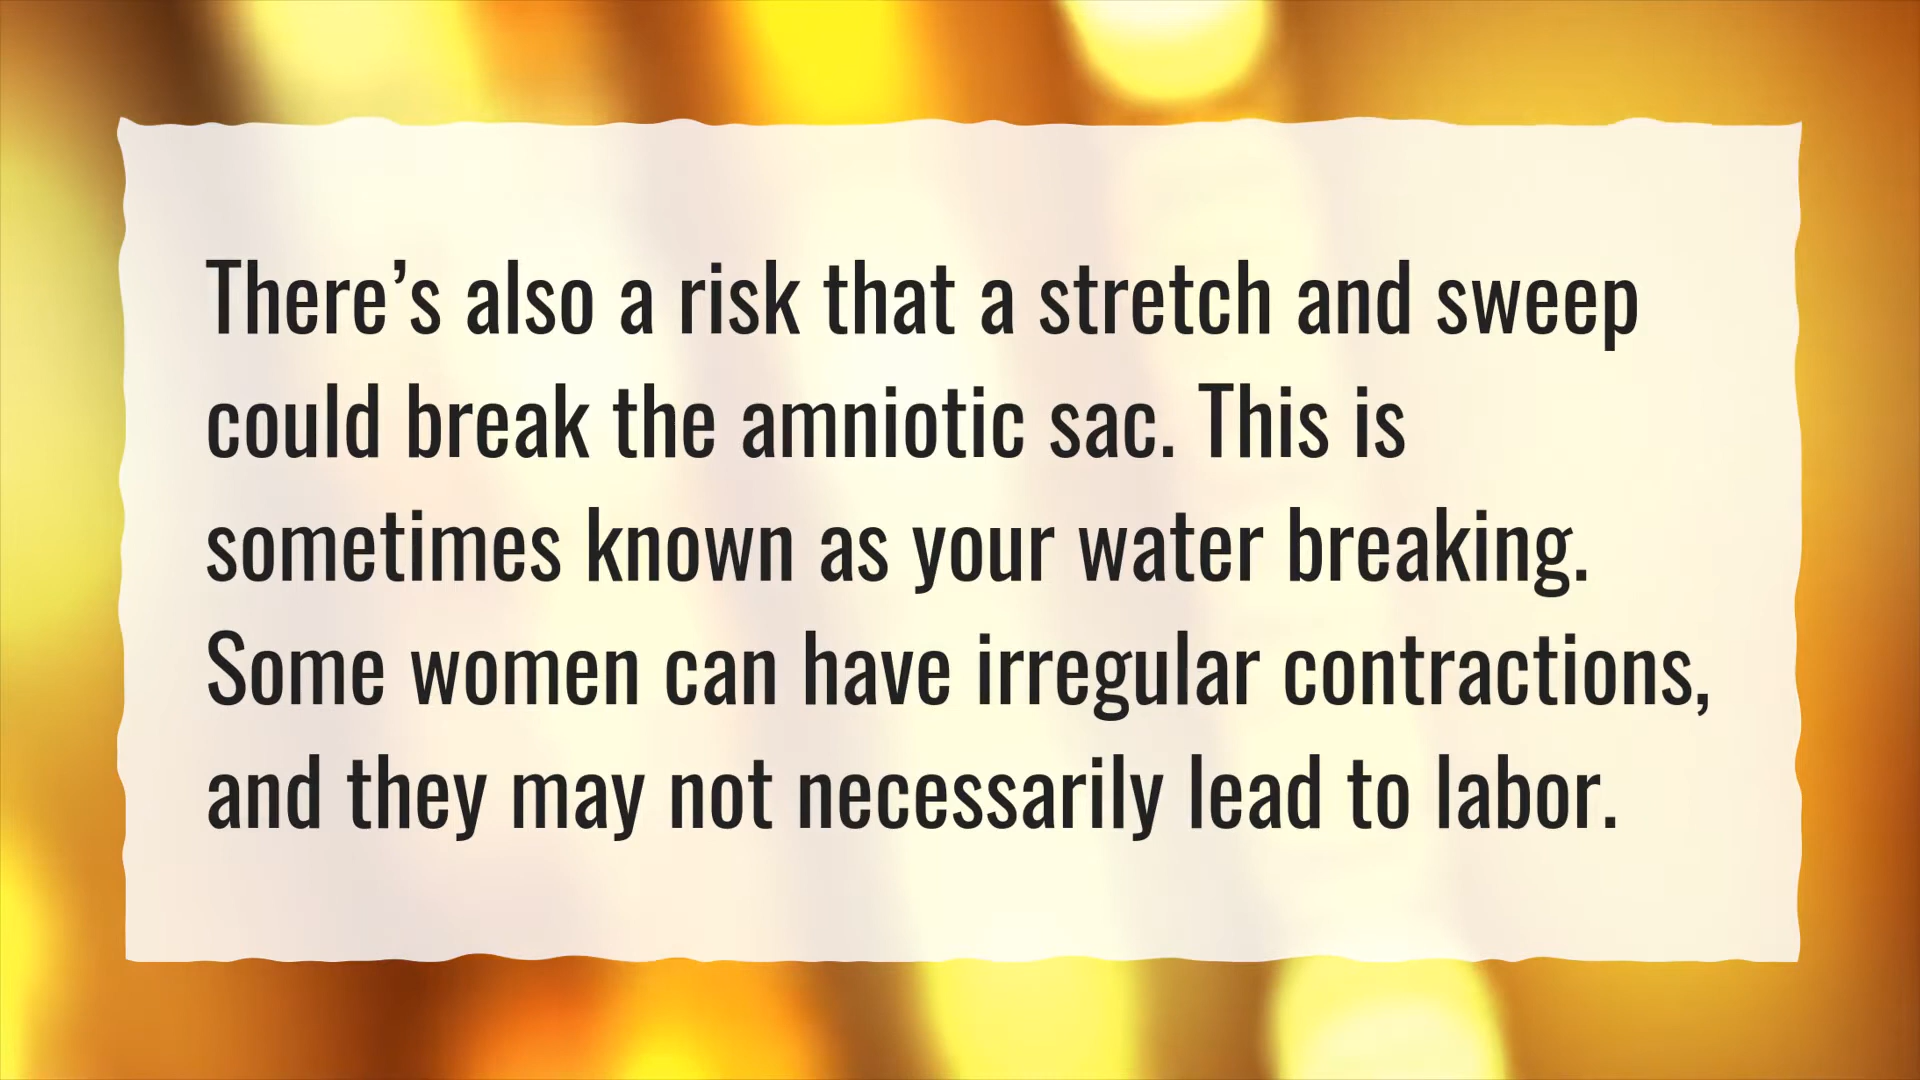 There’s also a risk that a stretch and sweep
could break the amniotic sac. This is
sometimes known as your water breaking.
Some women can have irregular contractions,
and they may not necessarily lead to labor.